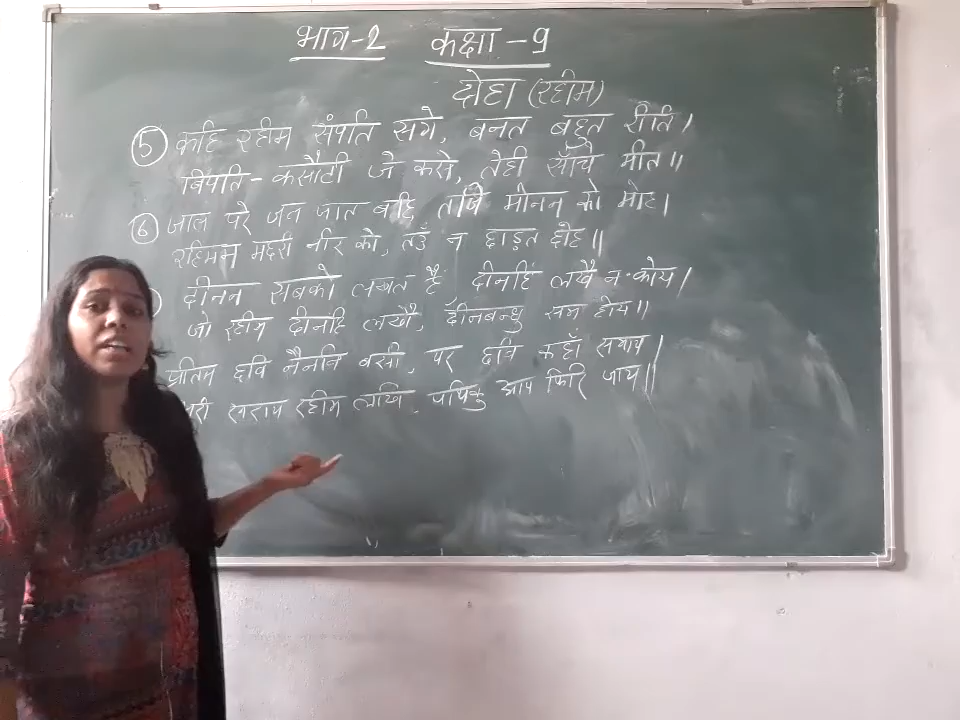 भाग-2 कक्षा-9
दोहा (रहीम)
5 कहि रहीम संपति सगे, बनत बहुत रीति।
बिपति-कसौटी जे कसे, तेही साँचे मीत॥
6 जाल परे जल जात बहि तजि मीनन को मोह।
रहिमन मछरी नीर को, तउँ न छाड़त छोह॥
दीनन सबको लखत हैं दीनहिं लखै न कोय।
जो रहीम दीनहि लखै, दीनबन्धु सम होय॥
प्रीतम छवि नैननि बसी, पर छवि कहाँ समाय।
सराय रहीम लखि, पथिक आप फिरि जाय॥